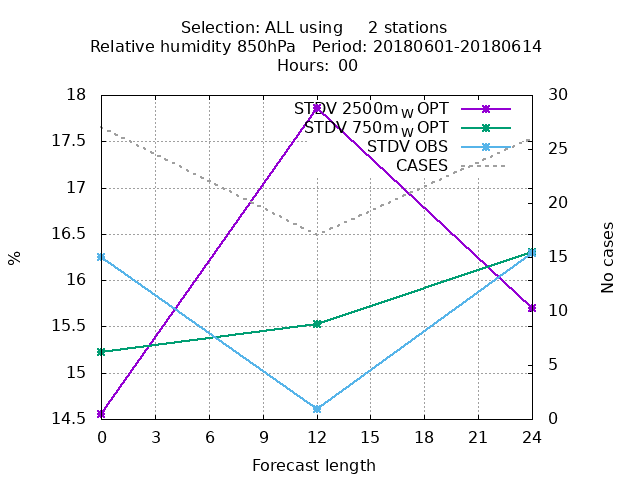 Selection: ALL using 2 stations
Relative humidity 850hPa Period: 20180601-20180614
Hours: 00
18 30
STDV 2500m_W OPT
STDV 750m_W OPT
STDV OBS
CASES
17.5 25
17
16.5 20
16 15
15.5 10
15 5
14.5 0
%
No cases
0 3 6 9 12 15 18 21 24
Forecast length